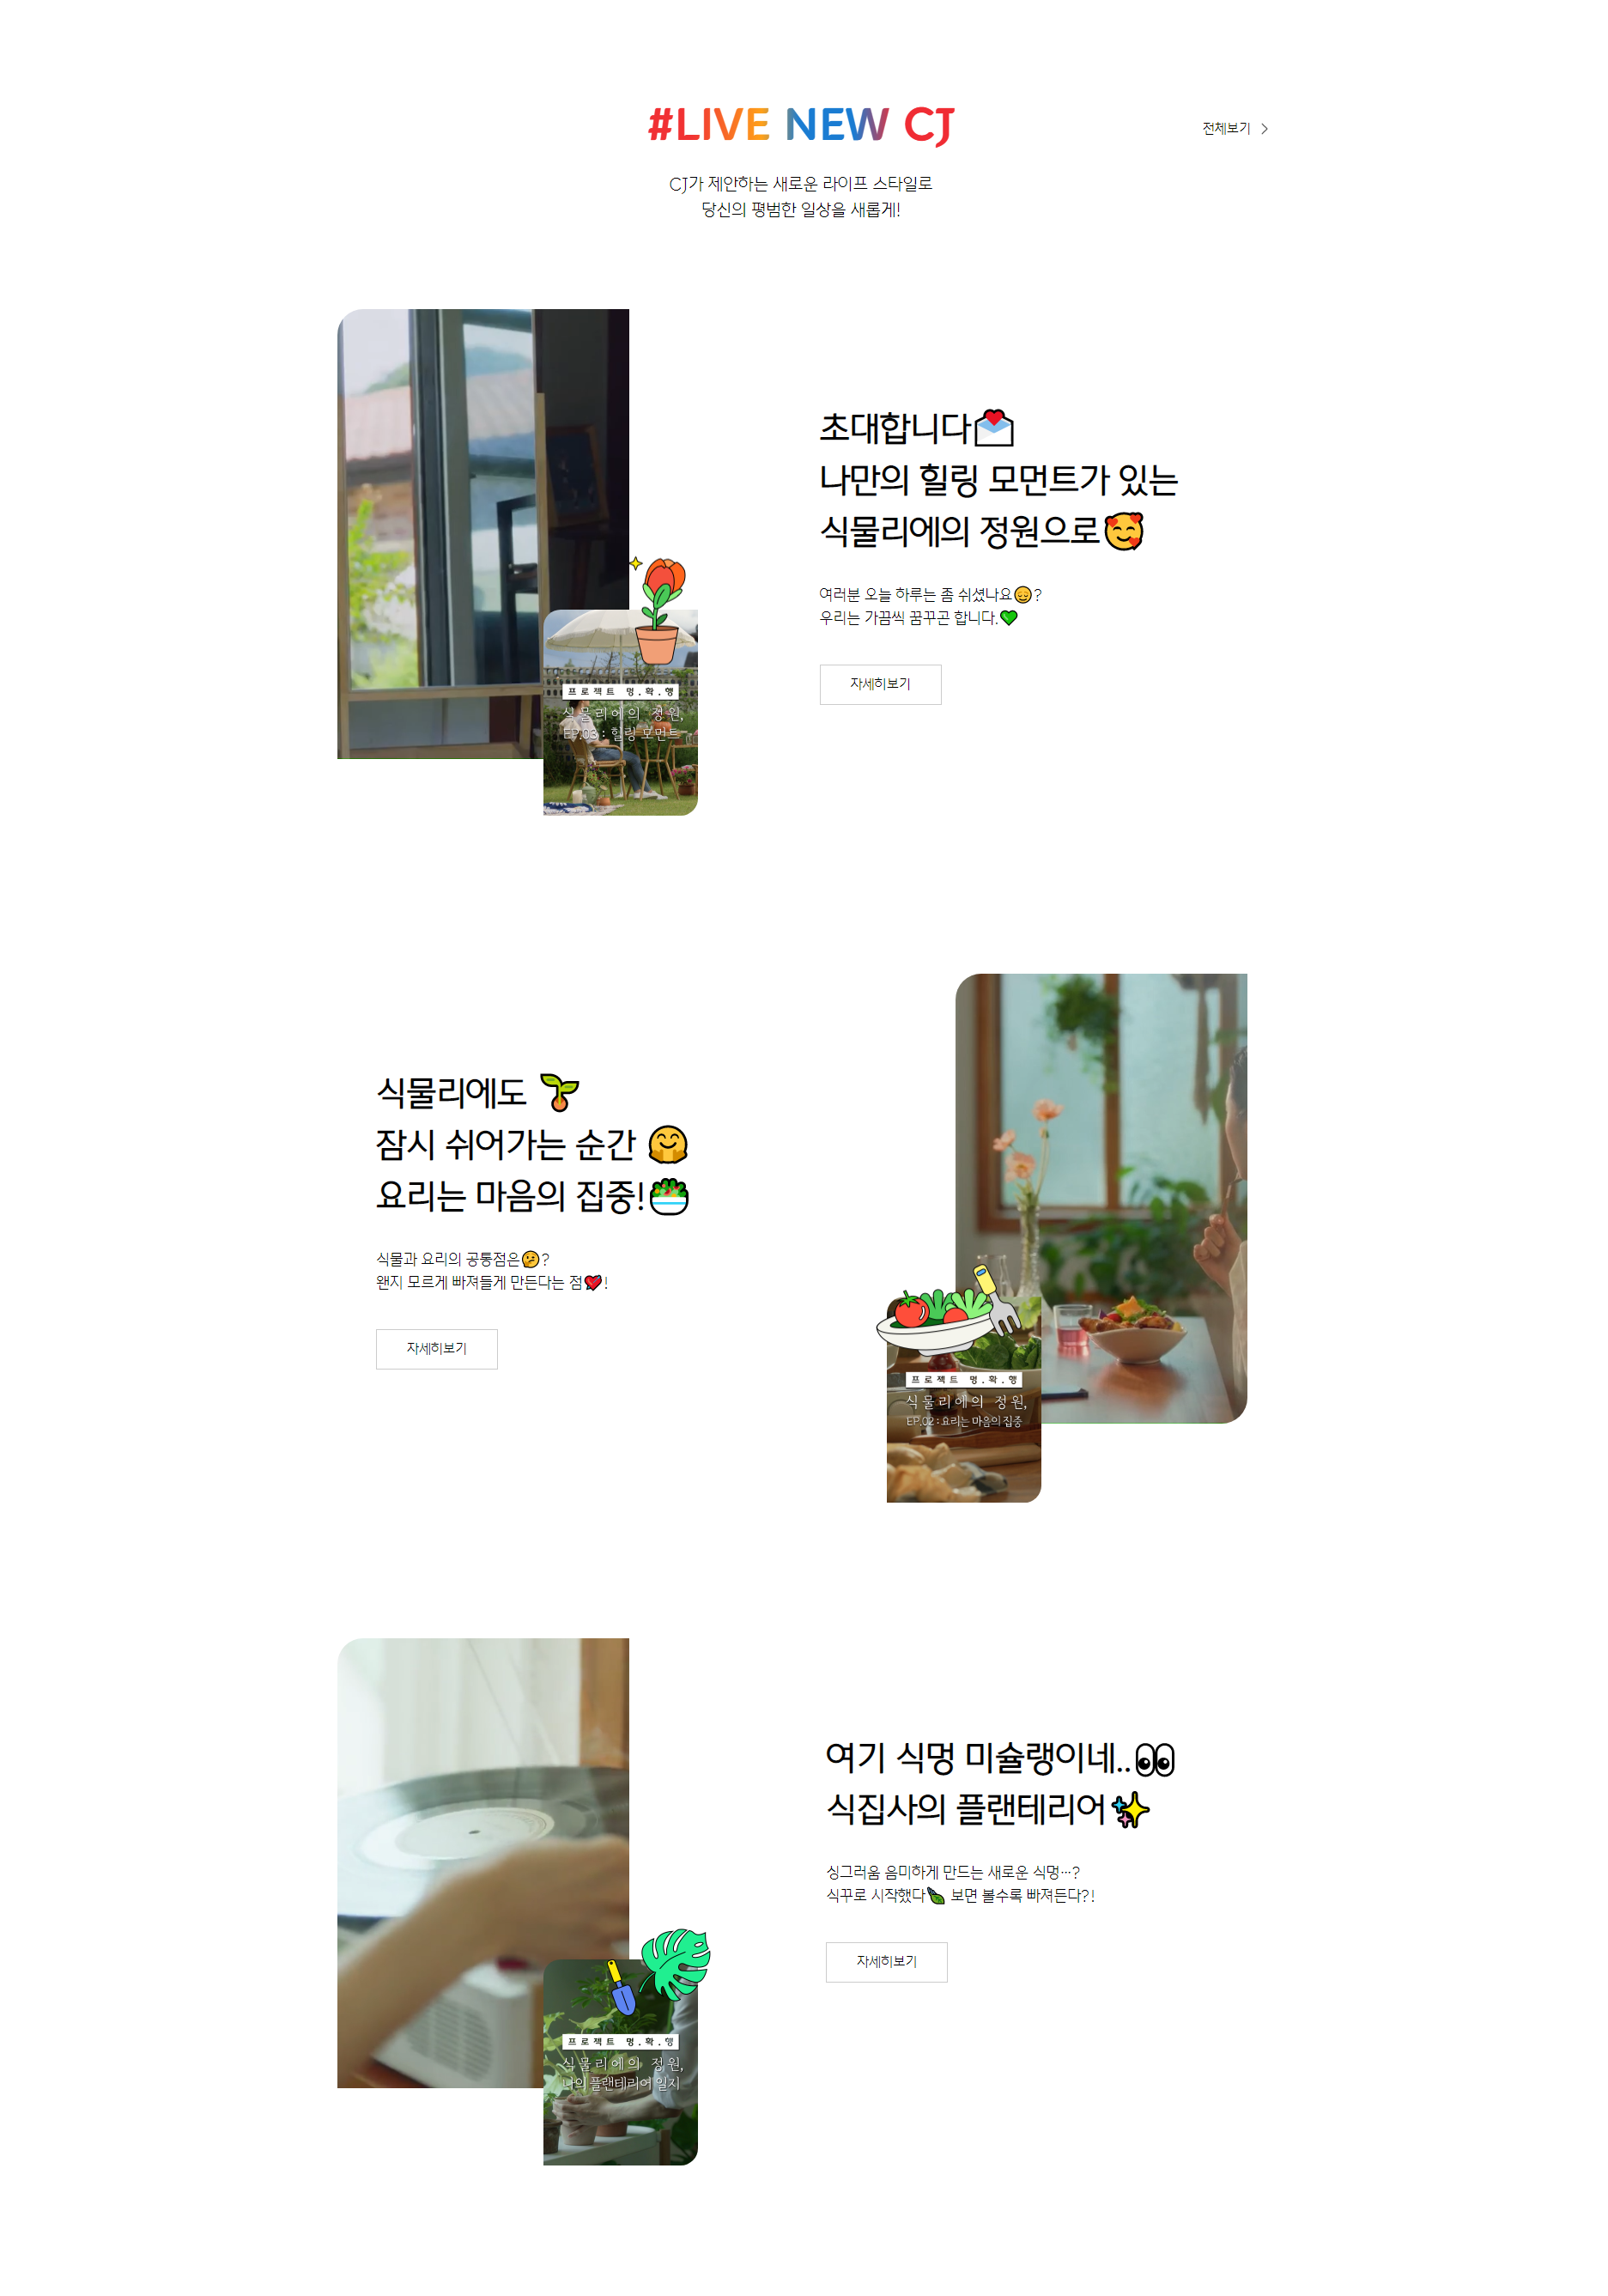 #LIVE NEW CJ
전체보기
CJ가 제안하는 새로운 라이프 스타일로
당신의 평범한 일상을 새롭게!
초대합니다💌
나만의 힐링 모먼트가 있는
식물리에의 정원으로🥰
여러분 오늘 하루는 좀 쉬셨나요😌?
우리는 가끔씩 꿈꾸곤 합니다.💚
자세히보기
프로젝트 멍.확.행
식물리에의 정원,
EP.03 : 힐링 모먼트
식물리에도 🌱
잠시 쉬어가는 순간 🤗
요리는 마음의 집중!🥗
식물과 요리의 공통점은🤔?
왠지 모르게 빠져들게 만든다는 점💘!
자세히보기
프로젝트 멍.확.행
식물리에의 정원,
EP.02 : 요리는 마음의 집중
여기 식멍 미슐랭이네..👀
식집사의 플랜테리어✨
싱그러움 음미하게 만드는 새로운 식멍…?
식꾸로 시작했다🍃 보면 볼수록 빠져든다?!
자세히보기
프로젝트 멍.확.행
식물리에의 정원,
나의 플랜테리어 일지